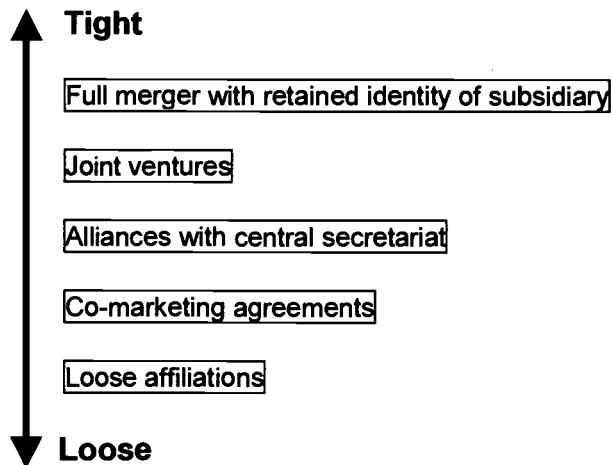 Tight
Full merger with retained identity of subsidiary
Joint ventures
Alliances with central secretariat
Co-marketing agreements
Loose affiliations
Loose